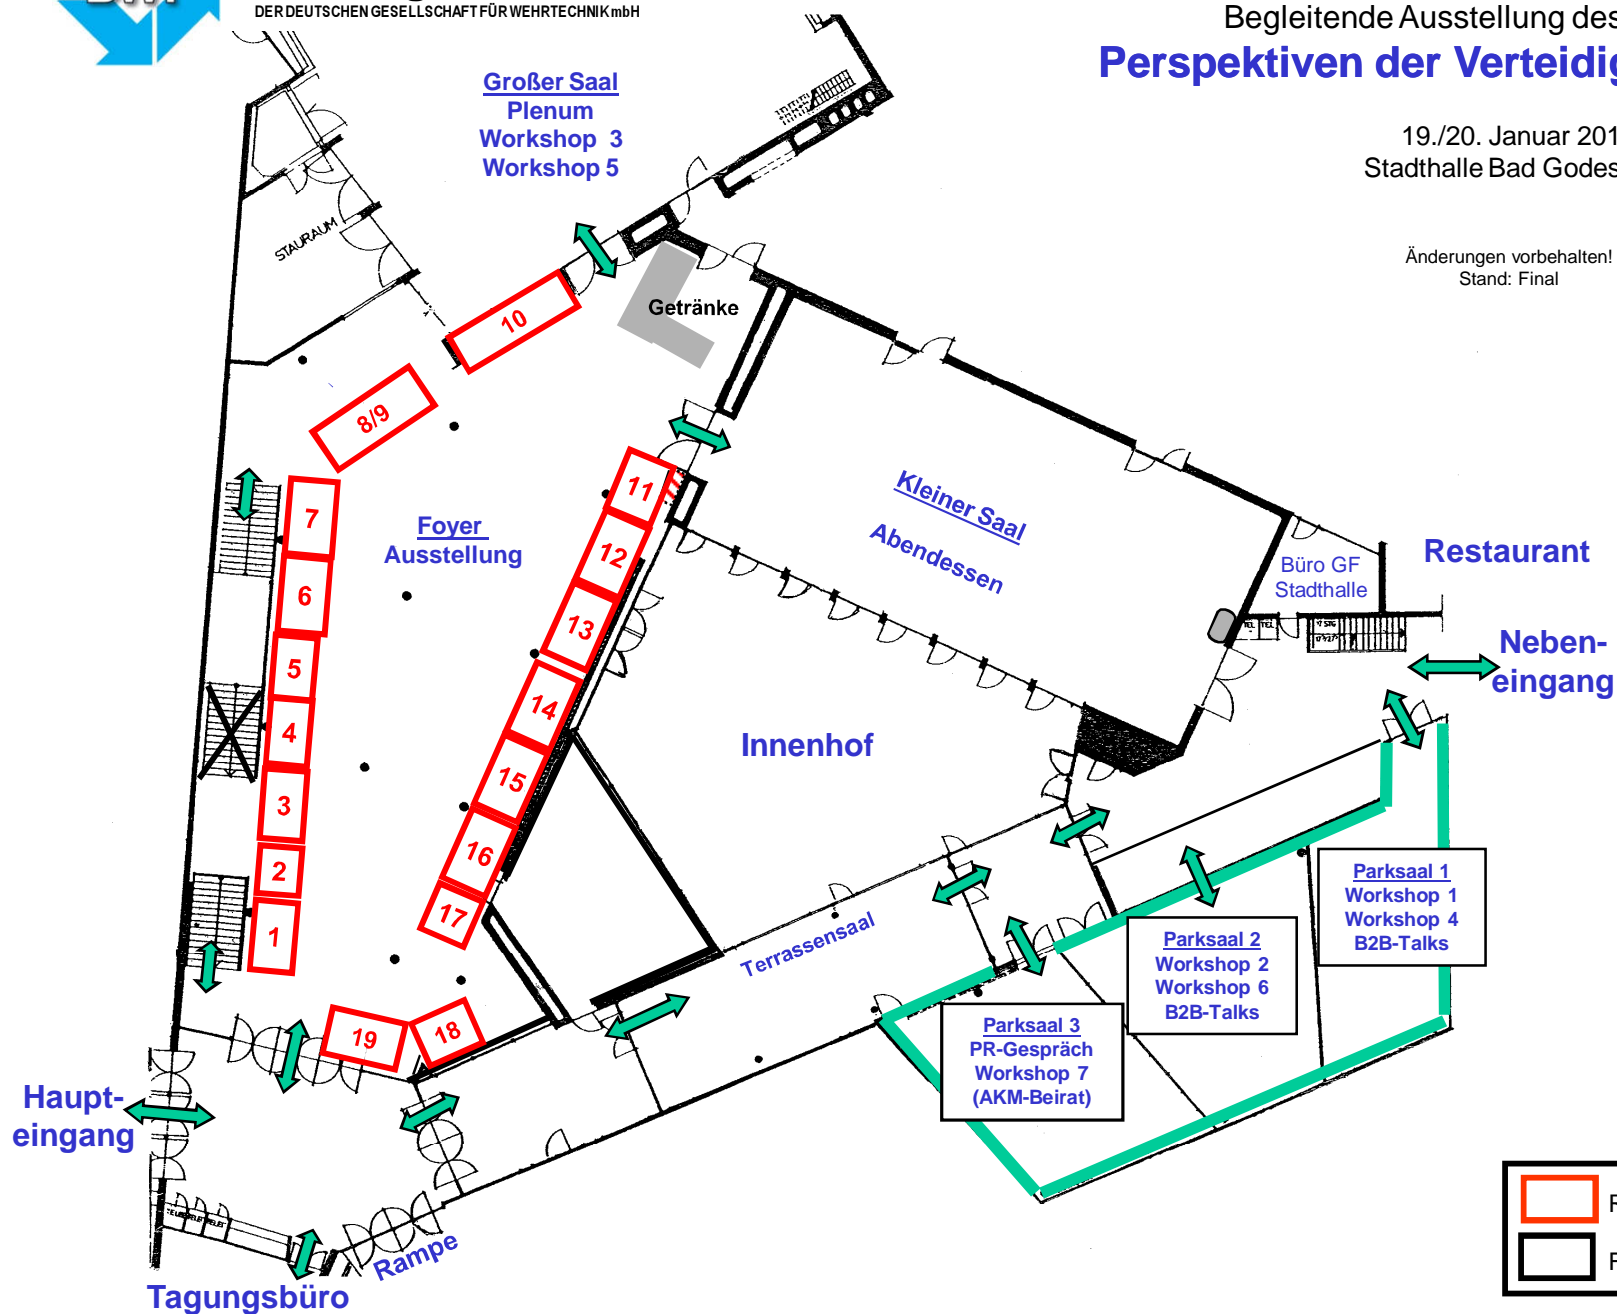 DER DEUTSCHEN GESELLSCHAFT FÜR WEHRTECHNIK mbH
Begleitende Ausstellung des
Perspektiven der Verteidig
19./20. Januar 201
Stadthalle Bad Godes
Änderungen vorbehalten!
Stand: Final
Großer Saal
Plenum
Workshop 3
Workshop 5
STAURAUM
Getränke
10
8/9
7
6
5
4
3
2
1
Foyer
Ausstellung
11
12
13
14
15
16
17
18
19
Kleiner Saal
Abendessen
Büro GF
Stadthalle
Restaurant
TEL
TEL
Neben-
eingang
Innenhof
Terrassensaal
Parksaal 1
Workshop 1
Workshop 4
B2B-Talks
Parksaal 2
Workshop 2
Workshop 6
B2B-Talks
Parksaal 3
PR-Gespräch
Workshop 7
(AKM-Beirat)
Haupt-
eingang
Rampe
Tagungsbüro